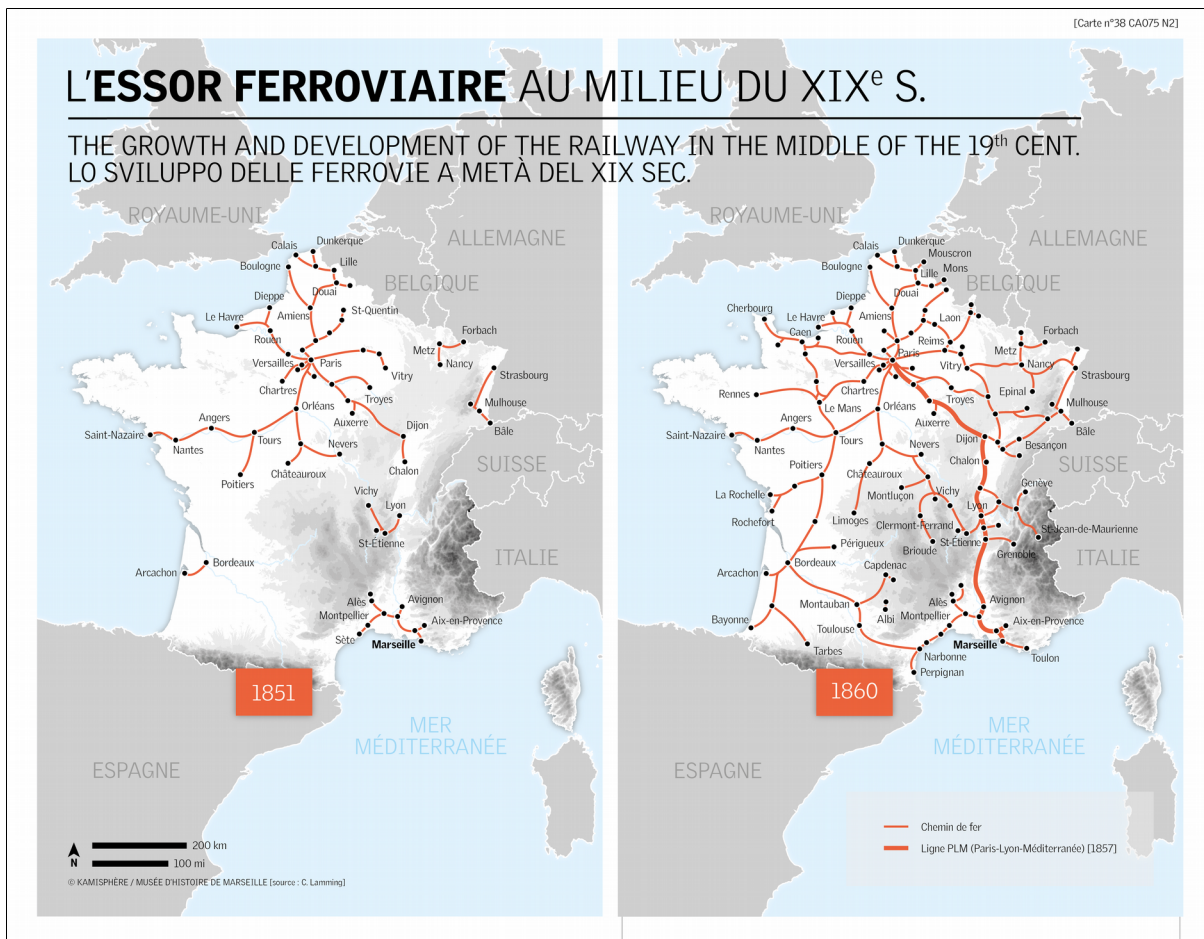 [Carte n°38 CA075 N2]
L'ESSOR FERROVIAIRE AU MILIEU DU XIXe S.
THE GROWTH AND DEVELOPMENT OF THE RAILWAY IN THE MIDDLE OF THE 19th CENT.
LO SVILUPPO DELLE FERROVIE A METÀ DEL XIX SEC.
ROYAUME-UNI
ALLEMAGNE
BELGIQUE
Calais
Dunkerque
Boulogne
Lille
Douai
Dieppe
Amiens
St-Quentin
Le Havre
Rouen
Forbach
Metz
Nancy
Versailles
Paris
Vitry
Strasbourg
Chartres
Troyes
Orléans
Auxerre
Mulhouse
Angers
Dijon
Bâle
Saint-Nazaire
Tours
Nevers
Nantes
Châteauroux
Chalon
Poitiers
SUISSE
Vichy
Lyon
St-Étienne
ITALIE
Bordeaux
Arcachon
Alès
Avignon
Montpellier
Aix-en-Provence
Sète
Marseille
1851
MER
MÉDITERRANÉE
ESPAGNE
N
200 km
100 mi
© KAMISPHÈRE / MUSÉE D'HISTOIRE DE MARSEILLE [source : C. Lamming]
ROYAUME-UNI
ALLEMAGNE
BELGIQUE
Calais
Dunkerque
Mouscron
Boulogne
Lille
Mons
Douai
Cherbourg
Dieppe
Le Havre
Amiens
Laon
Caen
Rouen
Reims
Forbach
Metz
Versailles
Paris
Vitry
Nancy
Strasbourg
Chartres
Troyes
Epinal
Rennes
Le Mans
Orléans
Auxerre
Mulhouse
Angers
Bâle
Saint-Nazaire
Tours
Nevers
Dijon
Besançon
Nantes
Chalon
Poitiers
Châteauroux
SUISSE
Genève
La Rochelle
Montluçon
Vichy
Rochefort
Limoges
Lyon
Clermont-Ferrand
St-Jean-de-Maurienne
Périgueux
Brioude
St-Étienne
Grenoble
ITALIE
Bordeaux
Capdenac
Arcachon
Montauban
Alès
Avignon
Albi
Montpellier
Bayonne
Toulouse
Aix-en-Provence
Marseille
Tarbes
Narbonne
Toulon
Perpignan
1860
MER
MÉDITERRANÉE
ESPAGNE
Chemin de fer
Ligne PLM (Paris-Lyon-Méditerranée) [1857]